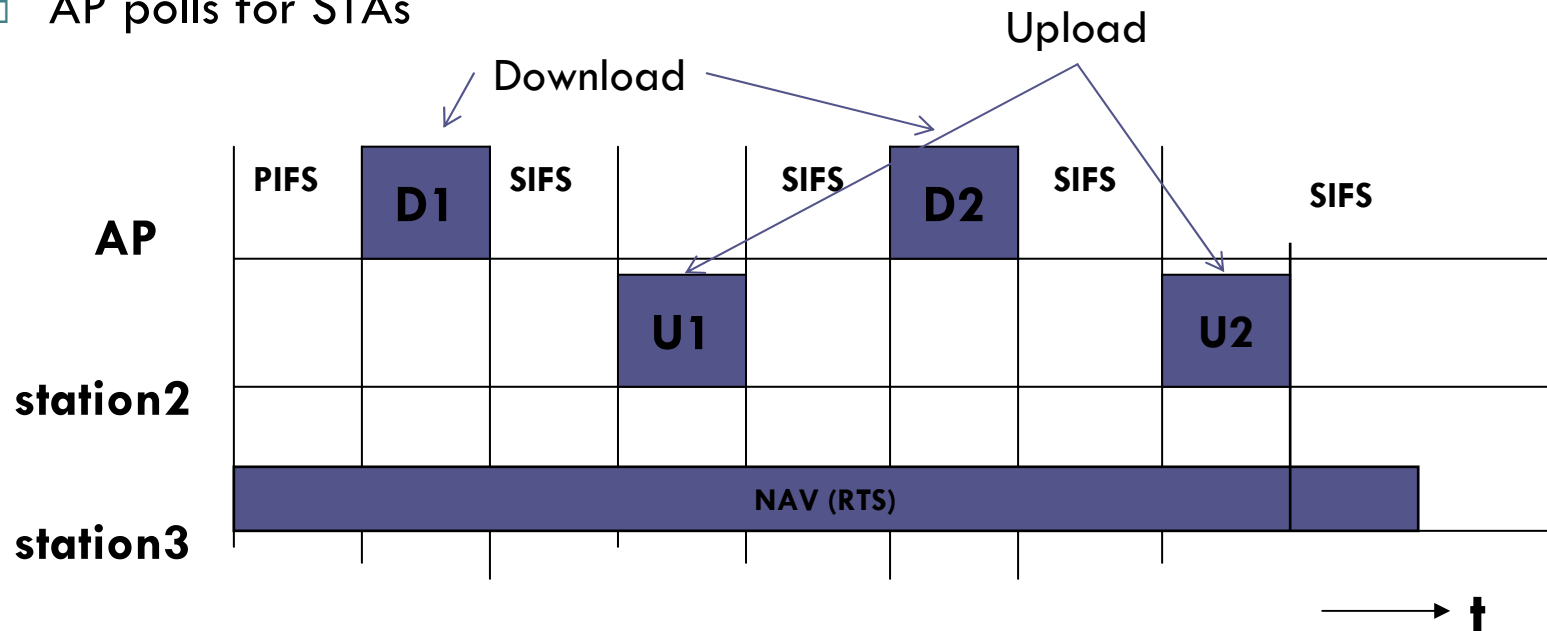 AP polls for STAs
Upload
Download
PIFS
SIFS
SIFS
SIFS
SIFS
D1
D2
AP
U1
U2
station2
NAV (RTS)
station3
t